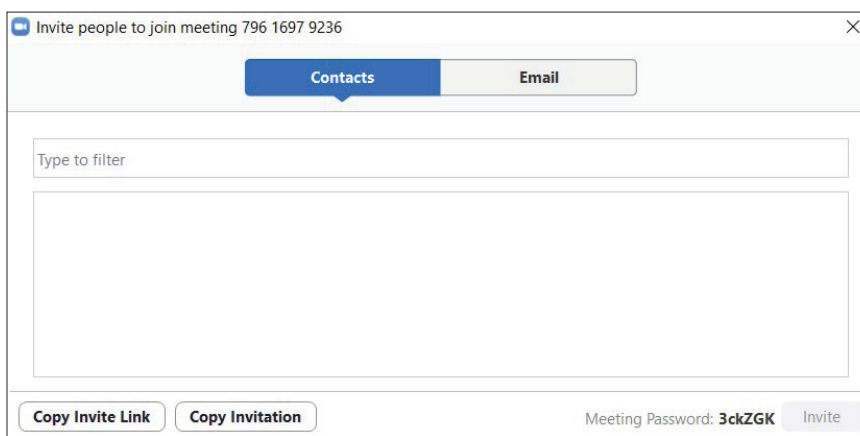 Invite people to join meeting 796 1697 9236
Contacts Email
Type to filter
Copy Invite Link Copy Invitation Meeting Password: 3ckZGK Invite